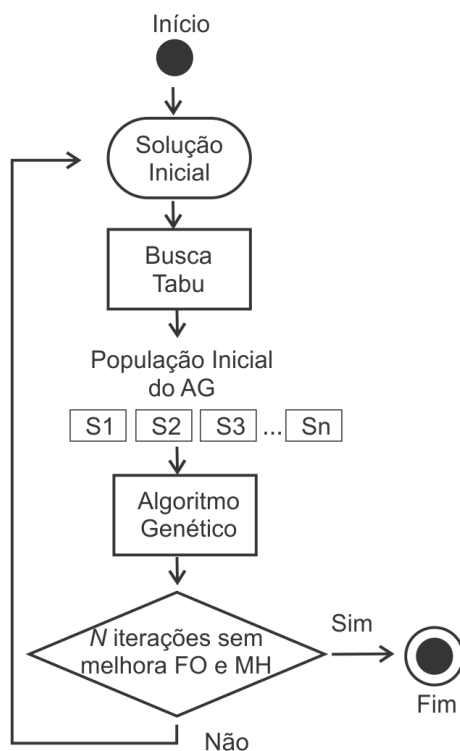 Início
Solução
Inicial
Busca
Tabu
População Inicial
do AG
S1 S2 S3 ... Sn
Algoritmo
Genético
N iterações sem
melhora FO e MH
Sim
Fim
Não